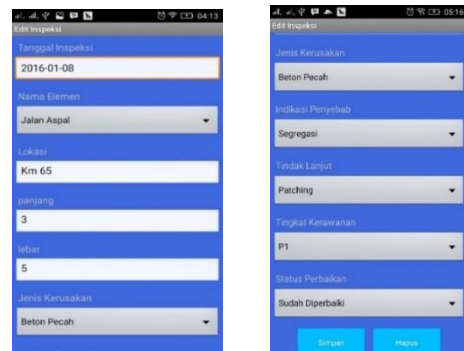 04:13
Edit Inspeksi
Tanggal Inspeksi
2016-01-08
Nama Elemen
Jalan Aspal
Lokasi
Km 65
panjang
3
lebar
5
Jenis Kerusakan
Beton Pecah
05:16
Edit Inspeksi
Jenis Kerusakan
Beton Pecah
Indikasi Penyebab
Segregasi
Tindak Lanjut
Patching
Tingkat Kerawanan
P1
Status Perbaikan
Sudah Diperbaiki
Simpan
Hapus